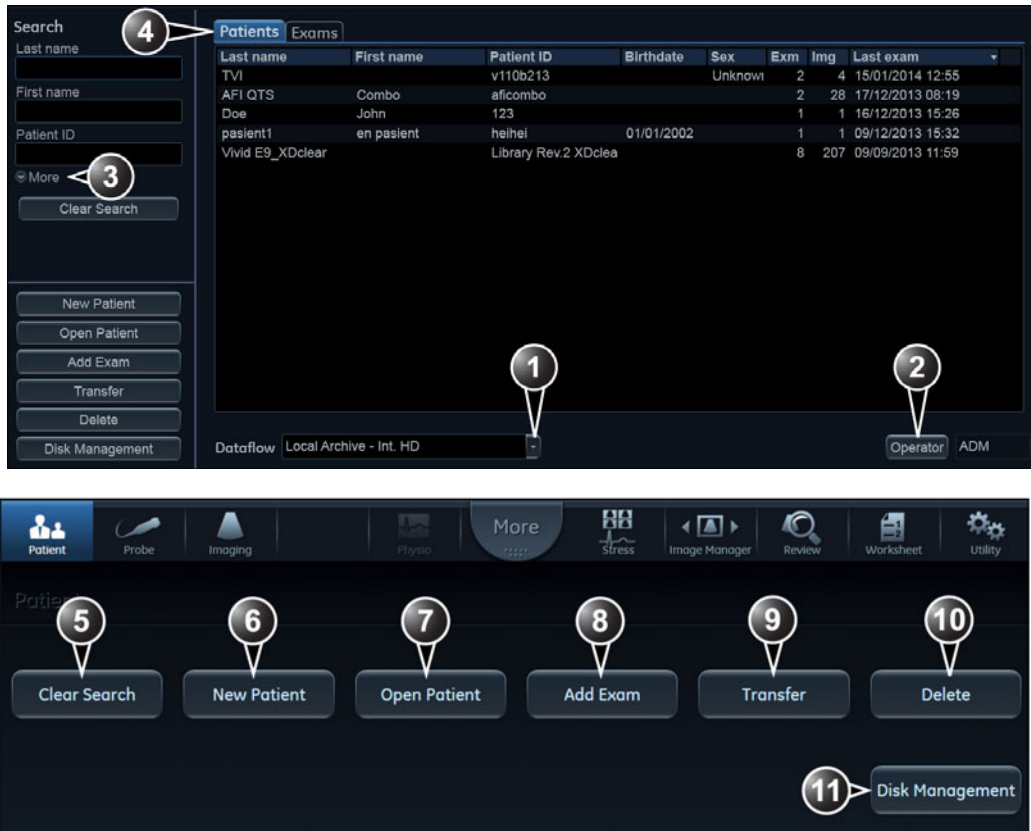 Search
Last name
First name
Patient ID
More
3
Clear Search
New Patient
Open Patient
Add Exam
Transfer
Delete
Disk Management
4
Patients Exams
Last name First name Patient ID Birthdate Sex Exm Img Last exam
TVI v110b213 Unknow 2 4 15/01/2014 12:55
AFI QTS Combo aficombo 2 28 17/12/2013 08:19
Doe John 123 1 1 16/12/2013 15:26
pasient1 en pasient heihei 01/01/2002 1 1 09/12/2013 15:32
Vivid E9_XDclear Library Rev.2 XDclea 8 207 09/09/2013 11:59
1
2
Dataflow Local Archive - Int. HD Operator ADM
Patient Probe Imaging Physio More Stress Image Manager Review Worksheet Utility
Patient
5 6 7 8 9 10
Clear Search New Patient Open Patient Add Exam Transfer Delete
11 Disk Management